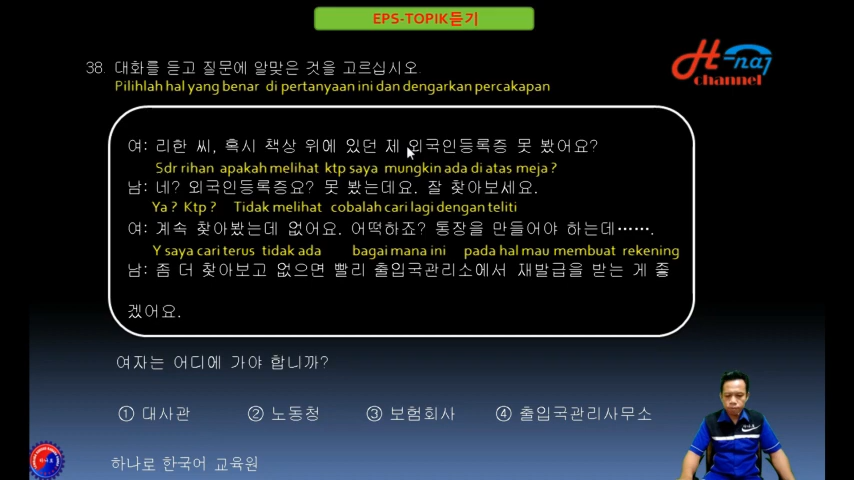 EPS-TOPIK듣기
H-naj
channel
38. 대화를 듣고 질문에 알맞은 것을 고르십시오.
Pilihlah hal yang benar di pertanyaan ini dan dengarkan percakapan
여: 리한 씨, 혹시 책상 위에 있던 제 외국인등록증 못 봤어요?
Sdr rihan apakah melihat ktp saya mungkin ada di atas meja ?
남: 네? 외국인등록증요? 못 봤는데요. 잘 찾아보세요.
Ya ? Ktp ? Tidak melihat cobalah cari lagi dengan teliti
여: 계속 찾아봤는데 없어요. 어떡하죠? 통장을 만들어야 하는데…….
Y saya cari terus tidak ada bagai mana ini pada hal mau membuat rekening
남: 좀 더 찾아보고 없으면 빨리 출입국관리소에서 재발급을 받는 게 좋
겠어요.
여자는 어디에 가야 합니까?
① 대사관 ② 노동청 ③ 보험회사 ④ 출입국관리사무소
하나로 한국어 교육원